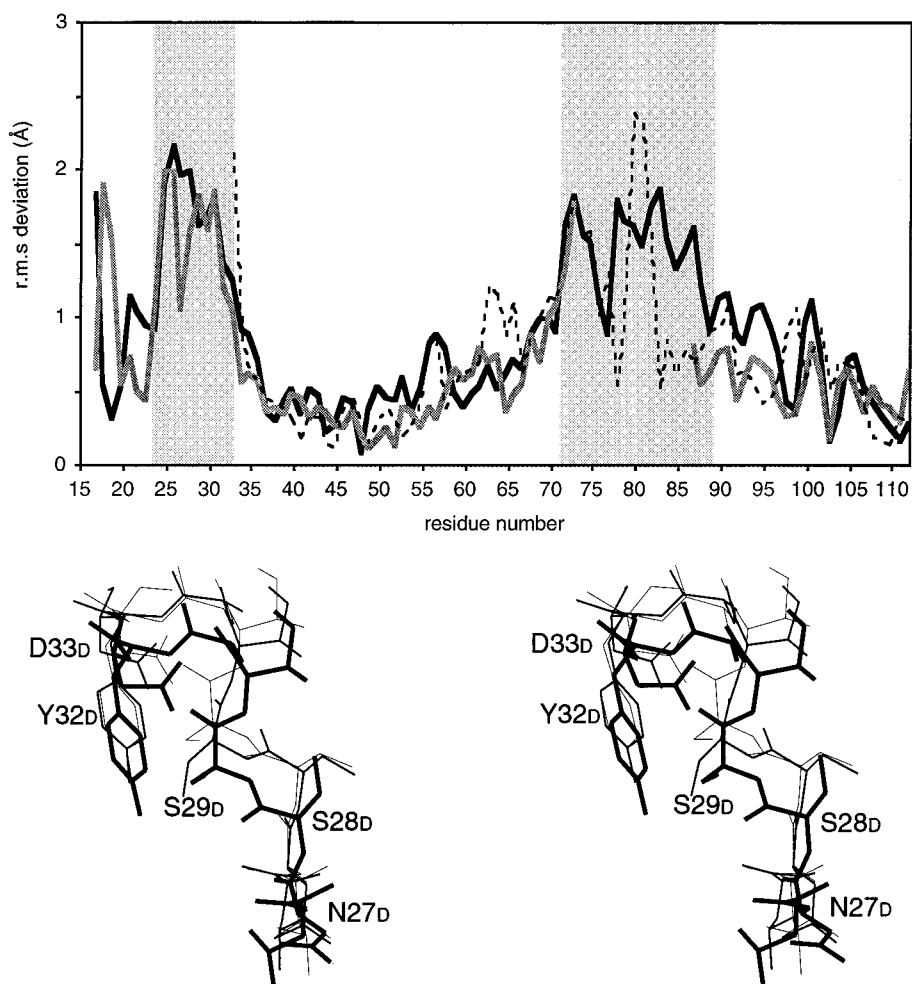 3
2
1
0
r.m.s deviation (Å)
15 20 25 30 35 40 45 50 55 60 65 70 75 80 85 90 95 100 105 110
residue number
D33D D33D
Y32D Y32D
S29D S29D
S28D S28D
N27D N27D